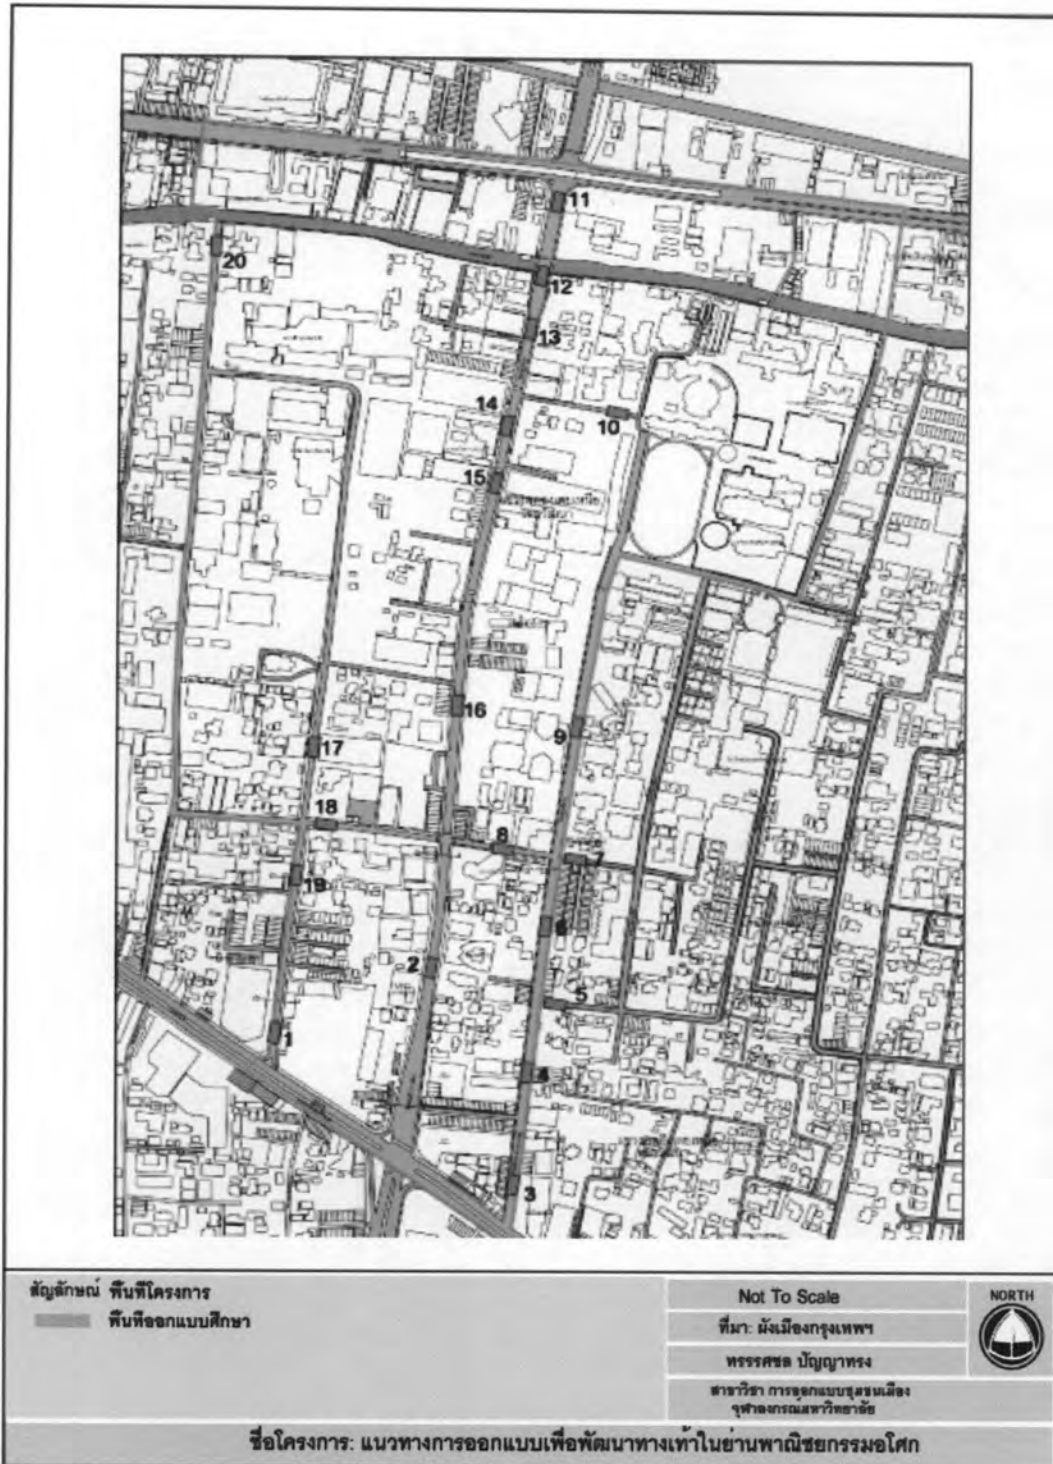 11
20
12
13
14
10
15
16
9
17
18
8
7
19
6
2
5
1
4
3
สัญลักษณ์ พื้นที่โครงการ
พื้นที่ออกแบบศึกษา
Not To Scale
ที่มา: ผังเมืองกรุงเทพฯ
ทรรศชล ปัญญาทรง
สาขาวิชา การออกแบบชุมชนเมือง
จุฬาลงกรณ์มหาวิทยาลัย
NORTH
ชื่อโครงการ: แนวทางการออกแบบเพื่อพัฒนาทางเท้าในย่านพาณิชยกรรมอโศก